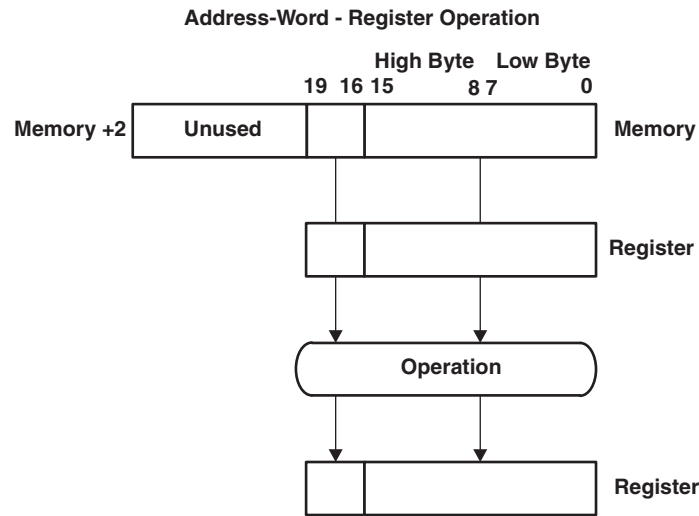 Address-Word - Register Operation
High Byte Low Byte
19 16 15 8 7 0
Memory +2 Unused Memory
Register
Operation
Register